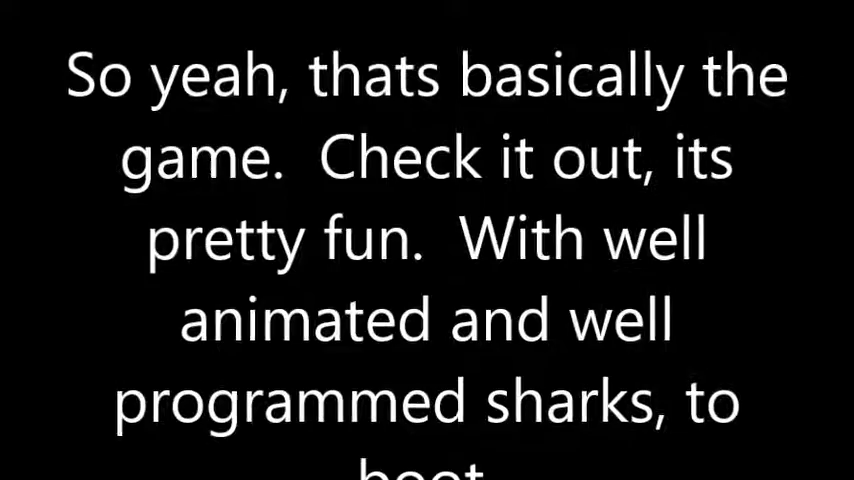 So yeah, thats basically the
game.  Check it out, its
pretty fun.  With well
animated and well
programmed sharks, to
boot